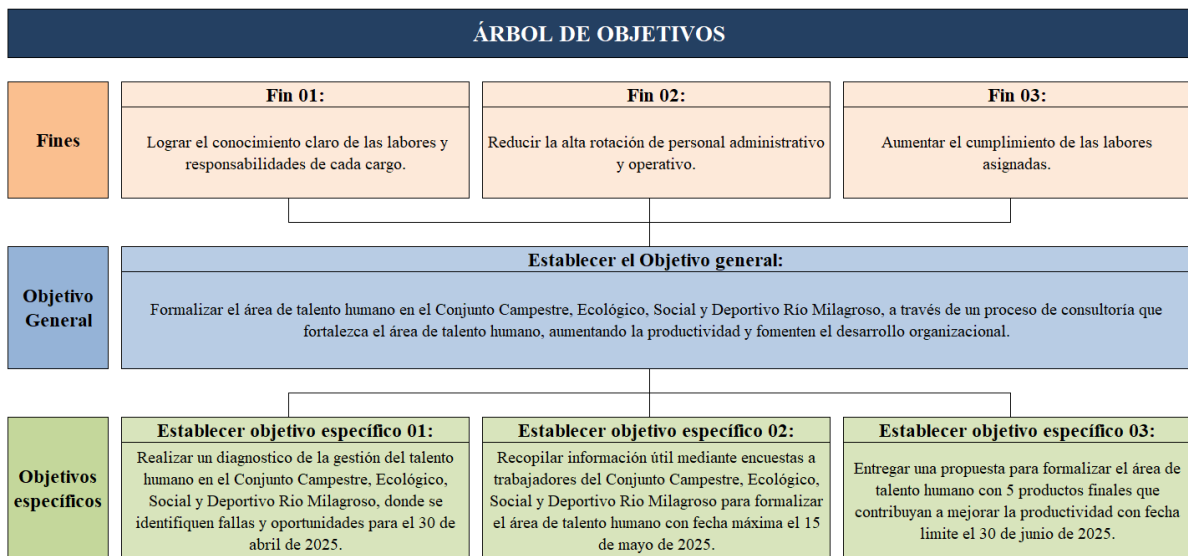 ÁRBOL DE OBJETIVOS
Fines
Fin 01:
Lograr el conocimiento claro de las labores y
responsabilidades de cada cargo.
Fin 02:
Reducir la alta rotación de personal administrativo
y operativo.
Fin 03:
Aumentar el cumplimiento de las labores
asignadas.
Objetivo
General
Establecer el Objetivo general:
Formalizar el área de talento humano en el Conjunto Campestre, Ecológico, Social y Deportivo Río Milagroso, a través de un proceso de consultoría que
fortalezca el área de talento humano, aumentando la productividad y fomenten el desarrollo organizacional.
Objetivos
específicos
Establecer objetivo específico 01:
Realizar un diagnostico de la gestión del talento
humano en el Conjunto Campestre, Ecológico,
Social y Deportivo Rio Milagroso, donde se
identifiquen fallas y oportunidades para el 30 de
abril de 2025.
Establecer objetivo específico 02:
Recopilar información útil mediante encuestas a
trabajadores del Conjunto Campestre, Ecológico,
Social y Deportivo Rio Milagroso para formalizar
el área de talento humano con fecha máxima el 15
de mayo de 2025.
Establecer objetivo específico 03:
Entregar una propuesta para formalizar el área de
talento humano con 5 productos finales que
contribuyan a mejorar la productividad con fecha
limite el 30 de junio de 2025.